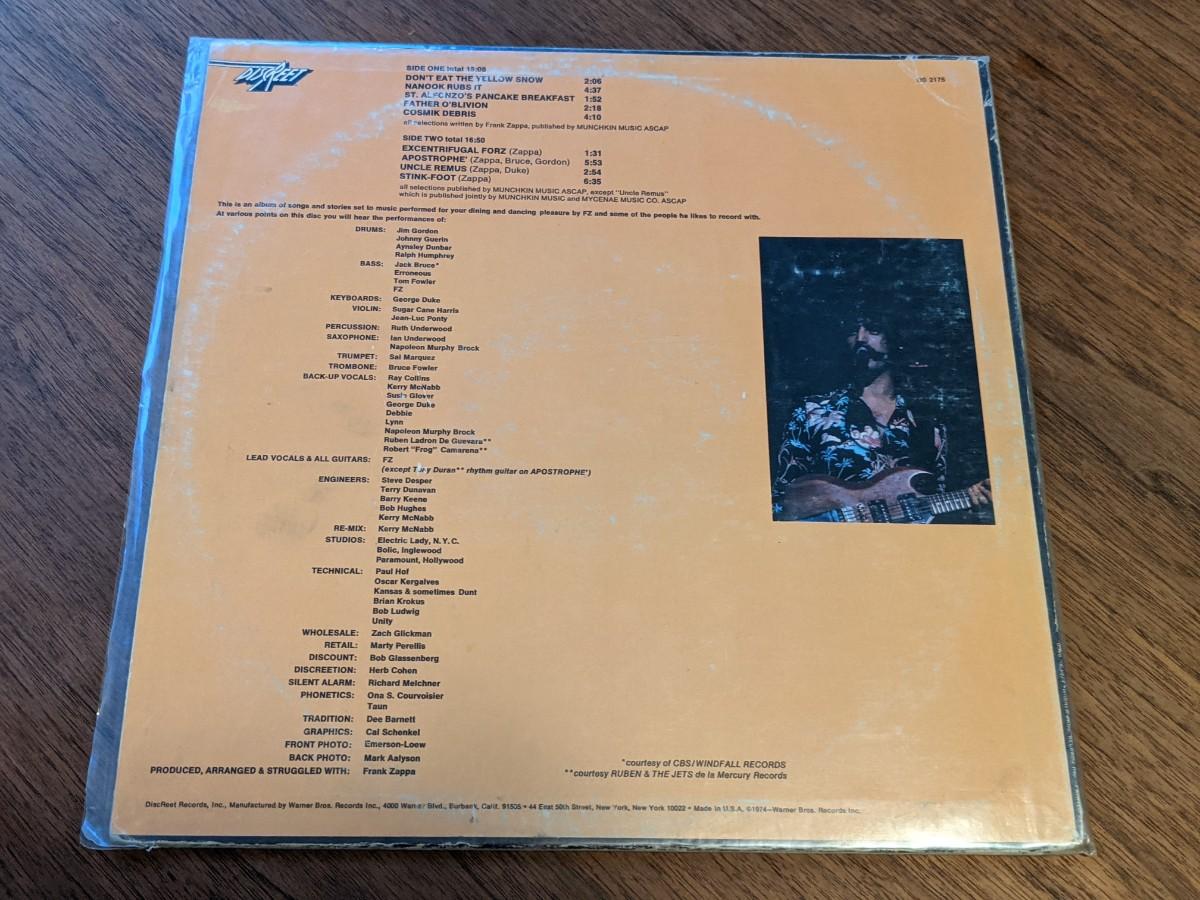 DISCREET
DS 2175
SIDE ONE total 15:08
DON'T EAT THE YELLOW SNOW 2:06
NANOOK RUBS IT 4:37
ST. ALFONZO'S PANCAKE BREAKFAST 1:52
FATHER O'BLIVION 2:18
COSMIK DEBRIS 4:10
all selections written by Frank Zappa, published by MUNCHKIN MUSIC ASCAP
SIDE TWO total 16:50
EXCENTRIFUGAL FORZ (Zappa) 1:31
APOSTROPHE' (Zappa, Bruce, Gordon) 5:53
UNCLE REMUS (Zappa, Duke) 2:54
STINK-FOOT (Zappa) 6:35
all selections published by MUNCHKIN MUSIC ASCAP, except "Uncle Remus"
which is published jointly by MUNCHKIN MUSIC and MYCENAE MUSIC CO. ASCAP
This is an album of songs and stories set to music performed for your dining and dancing pleasure by FZ and some of the people he likes to record with.
At various points on this disc you will hear the performances of:
DRUMS: Jim Gordon
Johnny Guerin
Aynsley Dunbar
Ralph Humphrey
BASS: Jack Bruce*
Erroneous
Tom Fowler
FZ
KEYBOARDS: George Duke
VIOLIN: Sugar Cane Harris
Jean-Luc Ponty
PERCUSSION: Ruth Underwood
SAXOPHONE: Ian Underwood
Napoleon Murphy Brock
TRUMPET: Sal Marquez
TROMBONE: Bruce Fowler
BACK-UP VOCALS: Ray Collins
Kerry McNabb
Susie Glover
George Duke
Debbie
Lynn
Napoleon Murphy Brock
Ruben Ladron De Guevara**
Robert "Frog" Camarena**
LEAD VOCALS & ALL GUITARS: FZ
(except Tony Duran** rhythm guitar on APOSTROPHE')
ENGINEERS: Steve Desper
Terry Dunavan
Barry Keene
Bob Hughes
Kerry McNabb
RE-MIX: Kerry McNabb
STUDIOS: Electric Lady, N.Y.C.
Bolic, Inglewood
Paramount, Hollywood
TECHNICAL: Paul Hof
Oscar Kergalves
Kansas & sometimes Dunt
Brian Krokus
Bob Ludwig
Unity
WHOLESALE: Zach Glickman
RETAIL: Marty Perellis
DISCOUNT: Bob Glassenberg
DISCREETION: Herb Cohen
SILENT ALARM: Richard Melchner
PHONETICS: Ona S. Courvoisier
Taun
TRADITION: Dee Barnett
GRAPHICS: Cal Schenkel
FRONT PHOTO: Emerson-Loew
BACK PHOTO: Mark Aalyson
PRODUCED, ARRANGED & STRUGGLED WITH: Frank Zappa
*courtesy of CBS/WINDFALL RECORDS
**courtesy RUBEN & THE JETS de la Mercury Records
DiscReet Records, Inc., Manufactured by Warner Bros. Records Inc., 4000 Warner Blvd., Burbank, Calif. 91505 • 44 East 50th Street, New York, New York 10022 • Made in U.S.A. ©1974—Warner Bros. Records Inc.